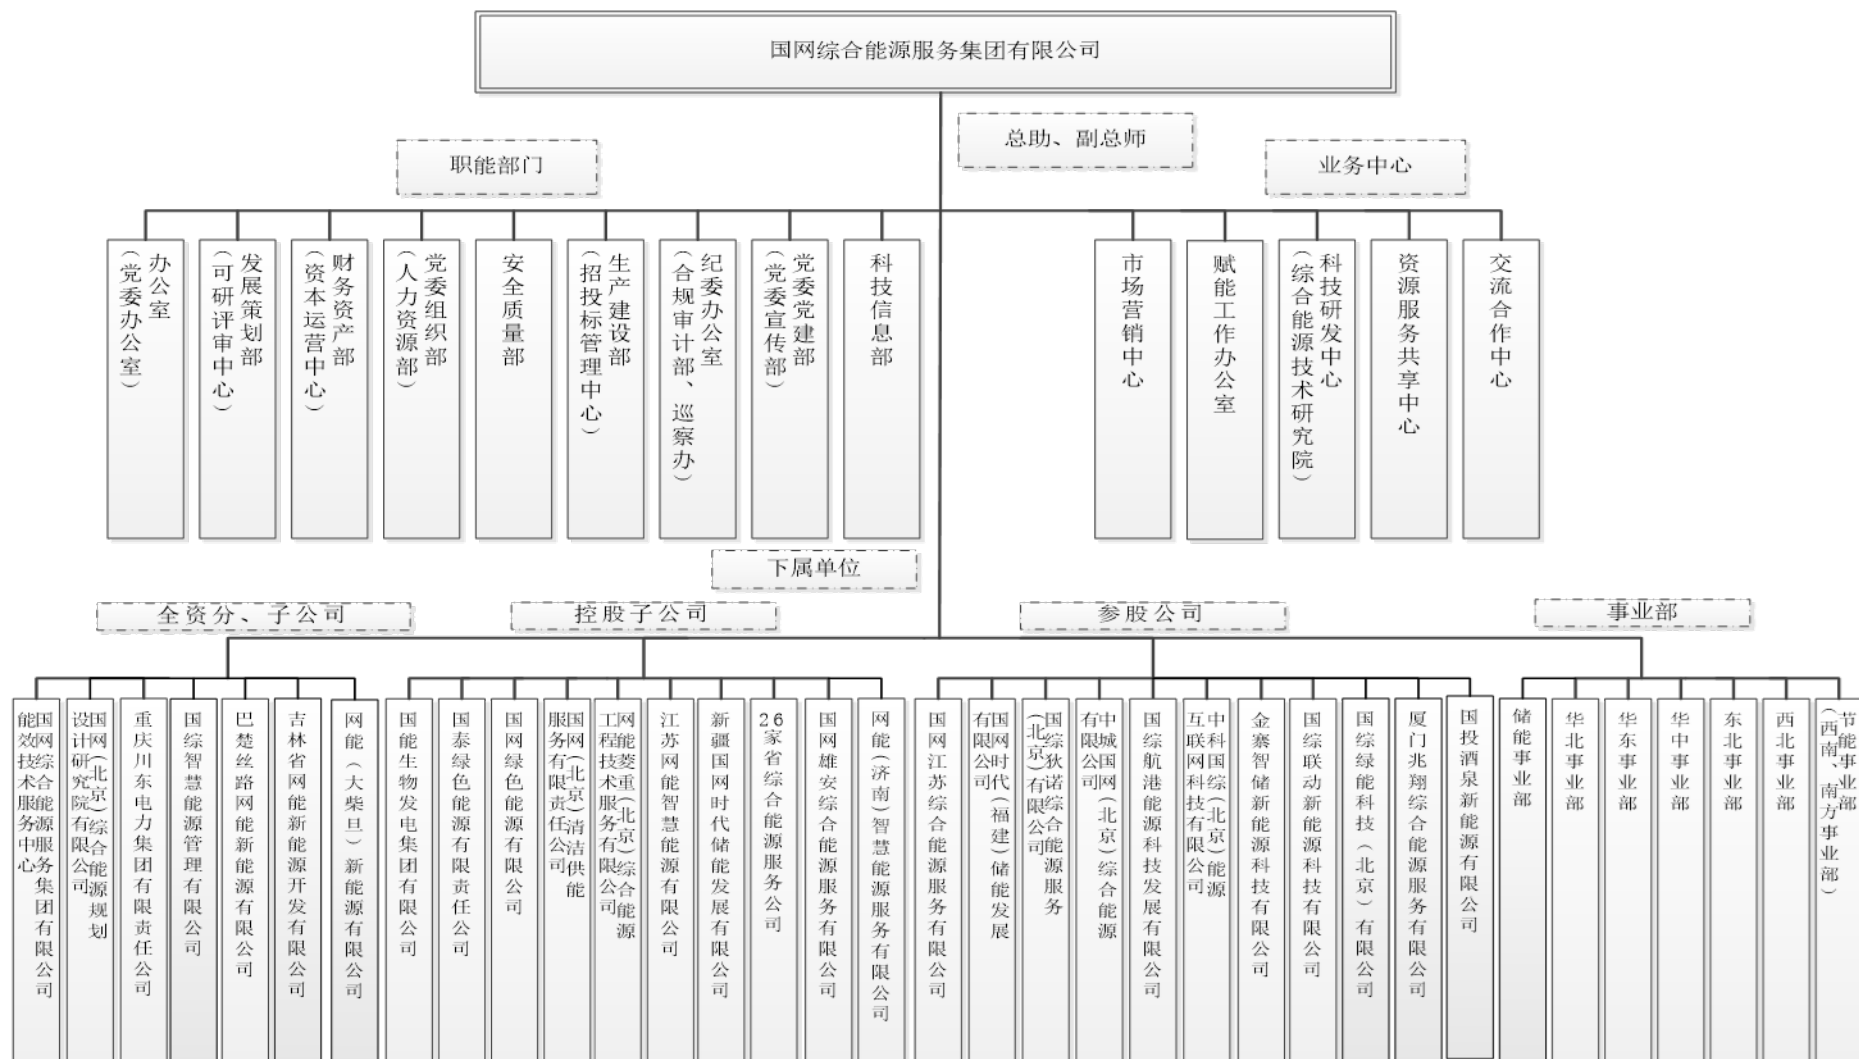 国网综合能源服务集团有限公司
总助、副总师
职能部门
业务中心
办公室
（党委办公室）
发展策划部
（可研评审中心）
财务资产部
（资本运营中心）
党委组织部
（人力资源部）
安全质量部
生产建设部
（招投标管理中心）
纪委办公室
（合规审计部、巡察办）
党委党建部
（党委宣传部）
科技信息部
市场营销中心
赋能工作办公室
科技研发中心
（综合能源技术研究院）
资源服务共享中心
交流合作中心
下属单位
全资分、子公司
控股子公司
参股公司
事业部
国网综合能源服务集团有限公司
能效技术服务中心
国网(北京)综合能源规划
设计研究院有限公司
重庆川东电力集团有限责任公司
国综智慧能源管理有限公司
巴楚丝路网能新能源有限公司
吉林省网能新能源开发有限公司
网能（大柴旦）新能源有限公司
国能生物发电集团有限公司
国泰绿色能源有限责任公司
国网绿色能源有限公司
国网(北京)清洁供能
服务有限责任公司
网能菱重(北京)综合能源
工程技术服务有限公司
江苏网能智慧能源有限公司
新疆国网时代储能发展有限公司
26家省综合能源服务公司
国网雄安综合能源服务有限公司
网能(济南)智慧能源服务有限公司
国网江苏综合能源服务有限公司
国网时代(福建)储能发展
有限公司
国综狄诺综合能源服务
(北京)有限公司
中城国网(北京)综合能源
有限公司
国综航港能源科技发展有限公司
中科国综(北京)能源
互联网科技有限公司
金寨智储新能源科技有限公司
国综联动新能源科技有限公司
国综绿能科技（北京）有限公司
厦门兆翔综合能源服务有限公司
国投酒泉新能源有限公司
储能事业部
华北事业部
华东事业部
华中事业部
东北事业部
西北事业部
节能事业部
（西南、南方事业部）